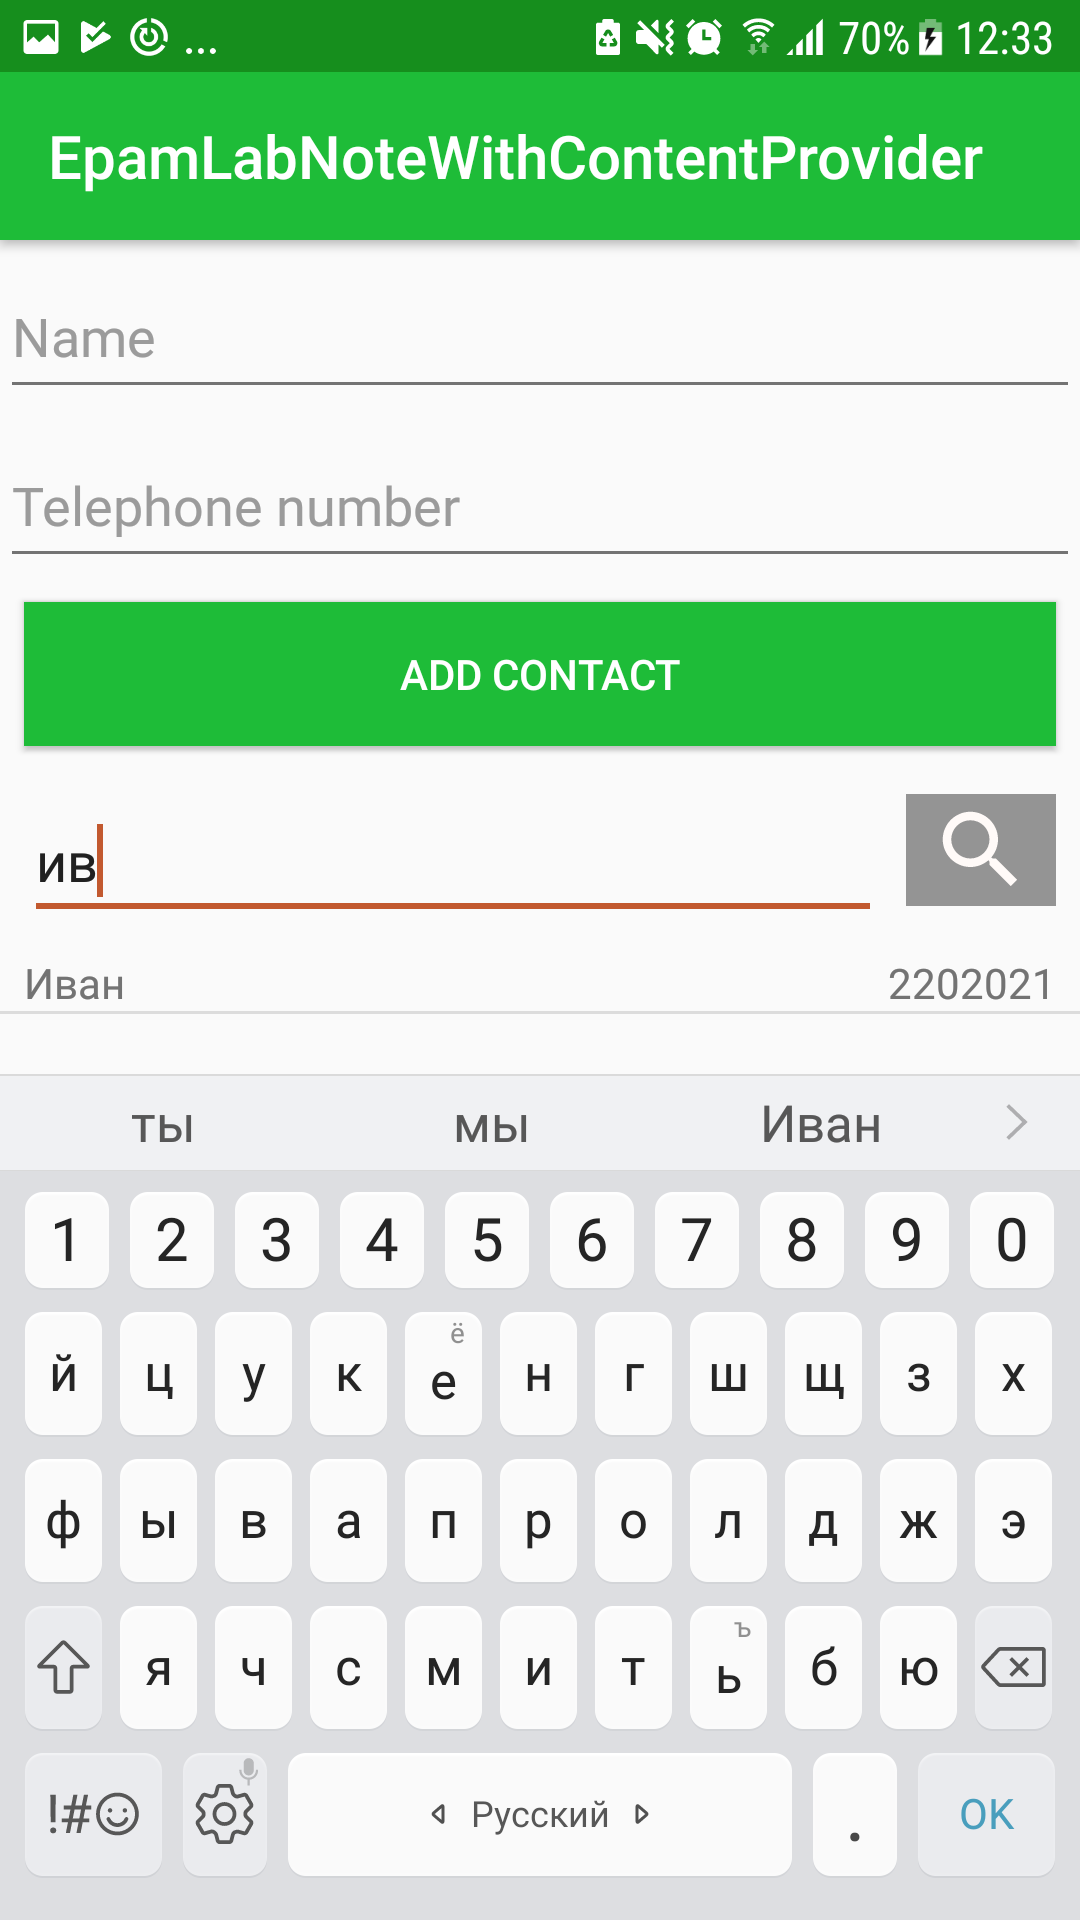 ... 70% 12:33
EpamLabNoteWithContentProvider
Name
Telephone number
ADD CONTACT
ив
Иван 2202021
ты мы Иван
1 2 3 4 5 6 7 8 9 0
й ц у к е ё н г ш щ з х
ф ы в а п р о л д ж э
я ч с м и т ь ъ б ю
!#☺ Русский . OK